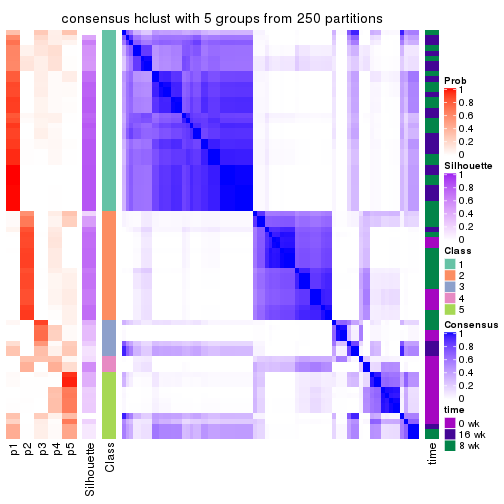 consensus hclust with 5 groups from 250 partitions
Prob
1
0.8
0.6
0.4
0.2
0
Silhouette
1
0.8
0.6
0.4
0.2
0
Class
1
2
3
4
5
Consensus
1
0.8
0.6
0.4
0.2
0
time
0 wk
16 wk
8 wk
p1
p2
p3
p4
p5
Silhouette
Class
time